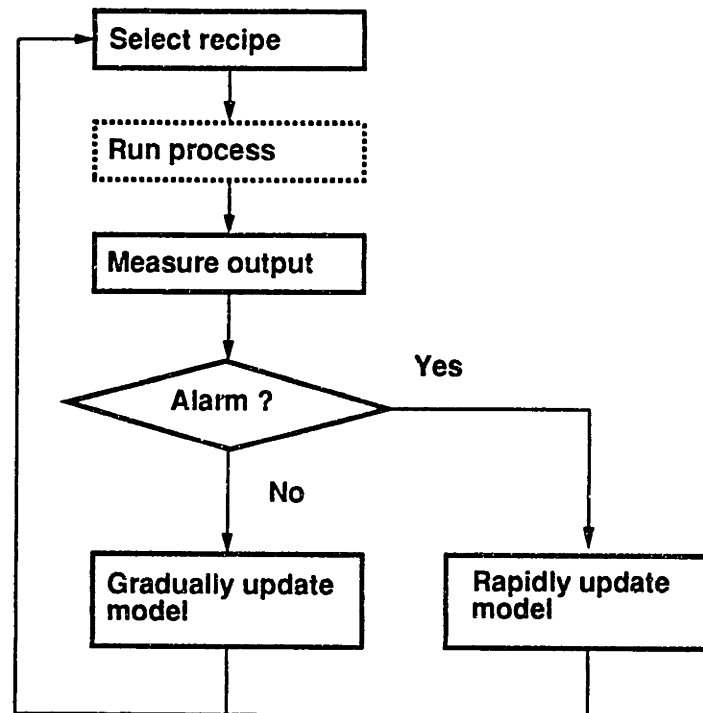 Select recipe
Run process
Measure output
Alarm ?
Yes
No
Gradually update
model
Rapidly update
model